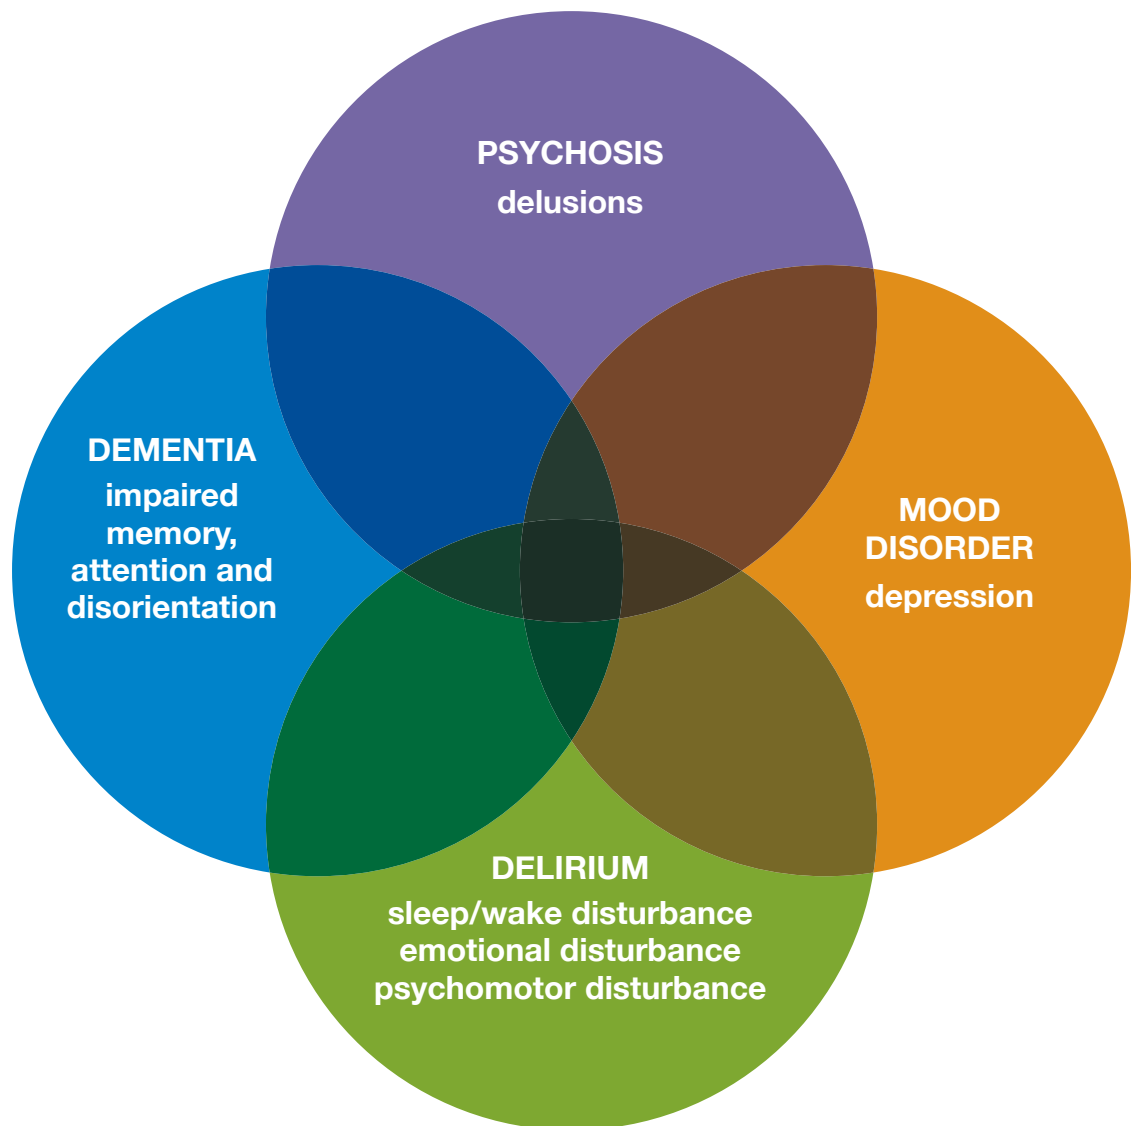 PSYCHOSIS
delusions
DEMENTIA
impaired
memory,
attention and
disorientation
MOOD
DISORDER
depression
DELIRIUM
sleep/wake disturbance
emotional disturbance
psychomotor disturbance